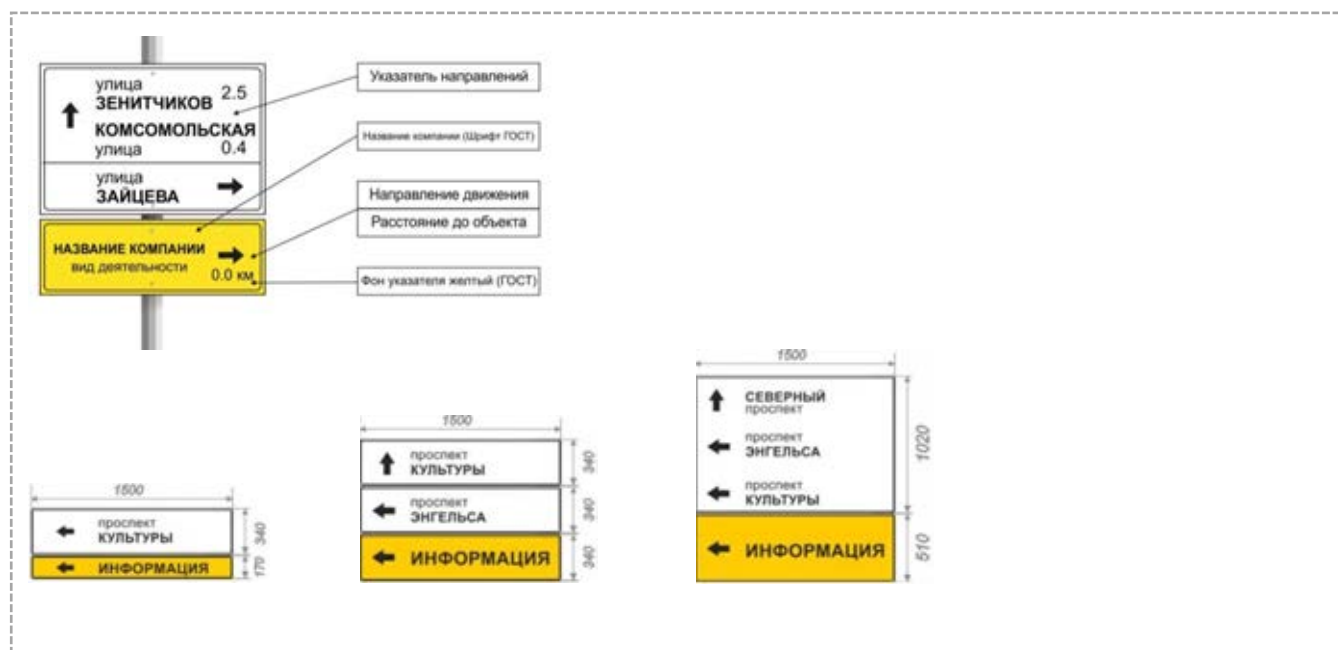 улица
ЗЕНИТЧИКОВ 2.5
КОМСОМОЛЬСКАЯ
улица 0.4
улица
ЗАЙЦЕВА
НАЗВАНИЕ КОМПАНИИ
вид деятельности
0.0 км
Указатель направлений
Название компании (Шрифт ГОСТ)
Направление движения
Расстояние до объекта
Фон указателя желтый (ГОСТ)
1500
проспект
КУЛЬТУРЫ
340
ИНФОРМАЦИЯ
170
1500
проспект
КУЛЬТУРЫ
340
проспект
ЭНГЕЛЬСА
340
ИНФОРМАЦИЯ
340
1500
СЕВЕРНЫЙ
проспект
проспект
ЭНГЕЛЬСА
проспект
КУЛЬТУРЫ
1020
ИНФОРМАЦИЯ
510